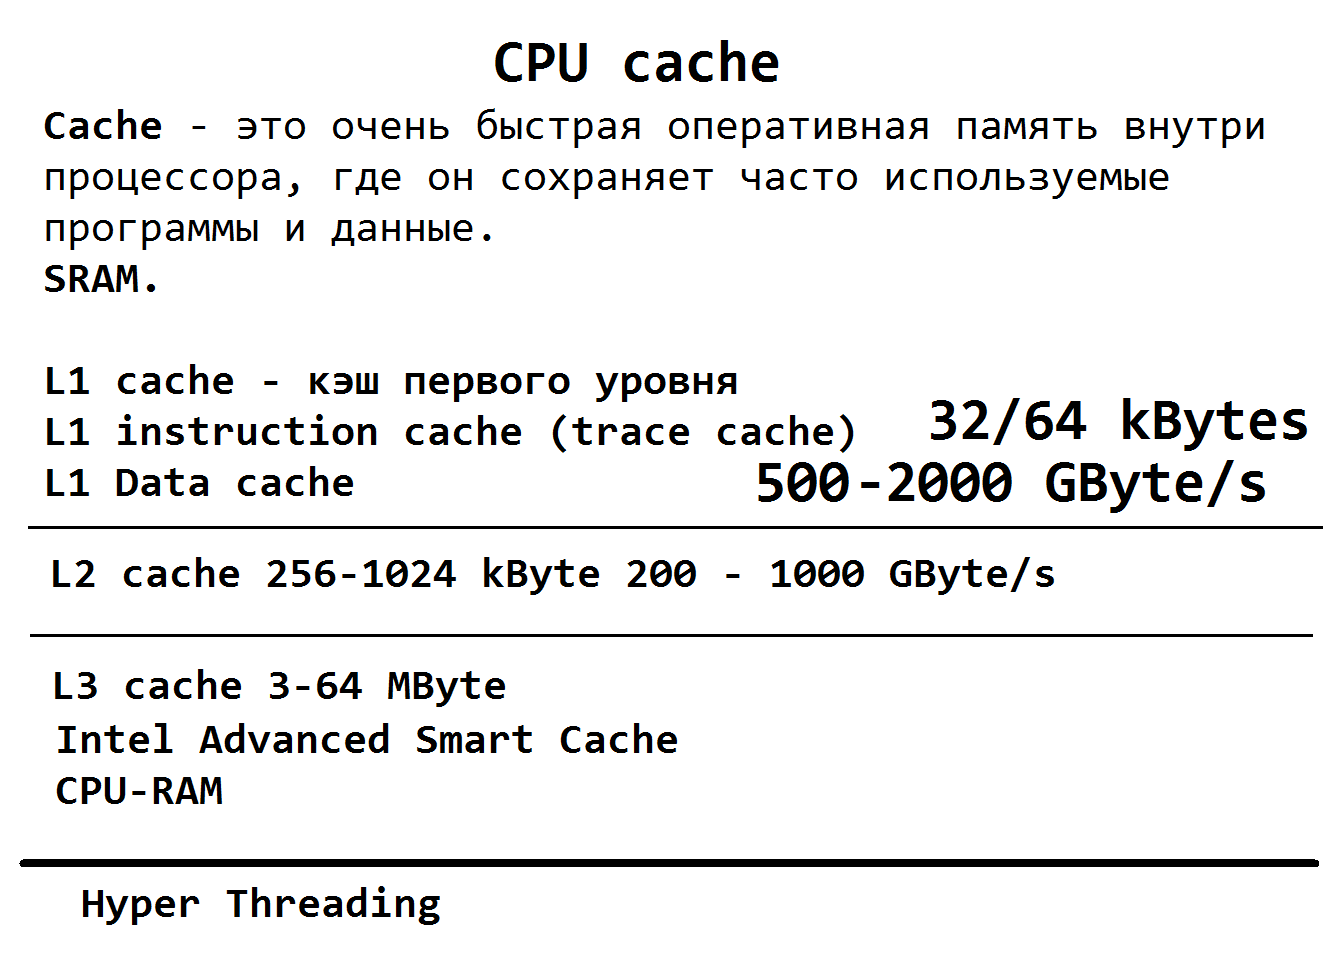 CPU cache
Cache - это очень быстрая оперативная память внутри
процессора, где он сохраняет часто используемые
программы и данные.
SRAM.
L1 cache - кэш первого уровня
L1 instruction cache (trace cache) 32/64 kBytes
L1 Data cache 500-2000 GByte/s
L2 cache 256-1024 kByte 200 - 1000 GByte/s
L3 cache 3-64 MByte
Intel Advanced Smart Cache
CPU-RAM
Hyper Threading